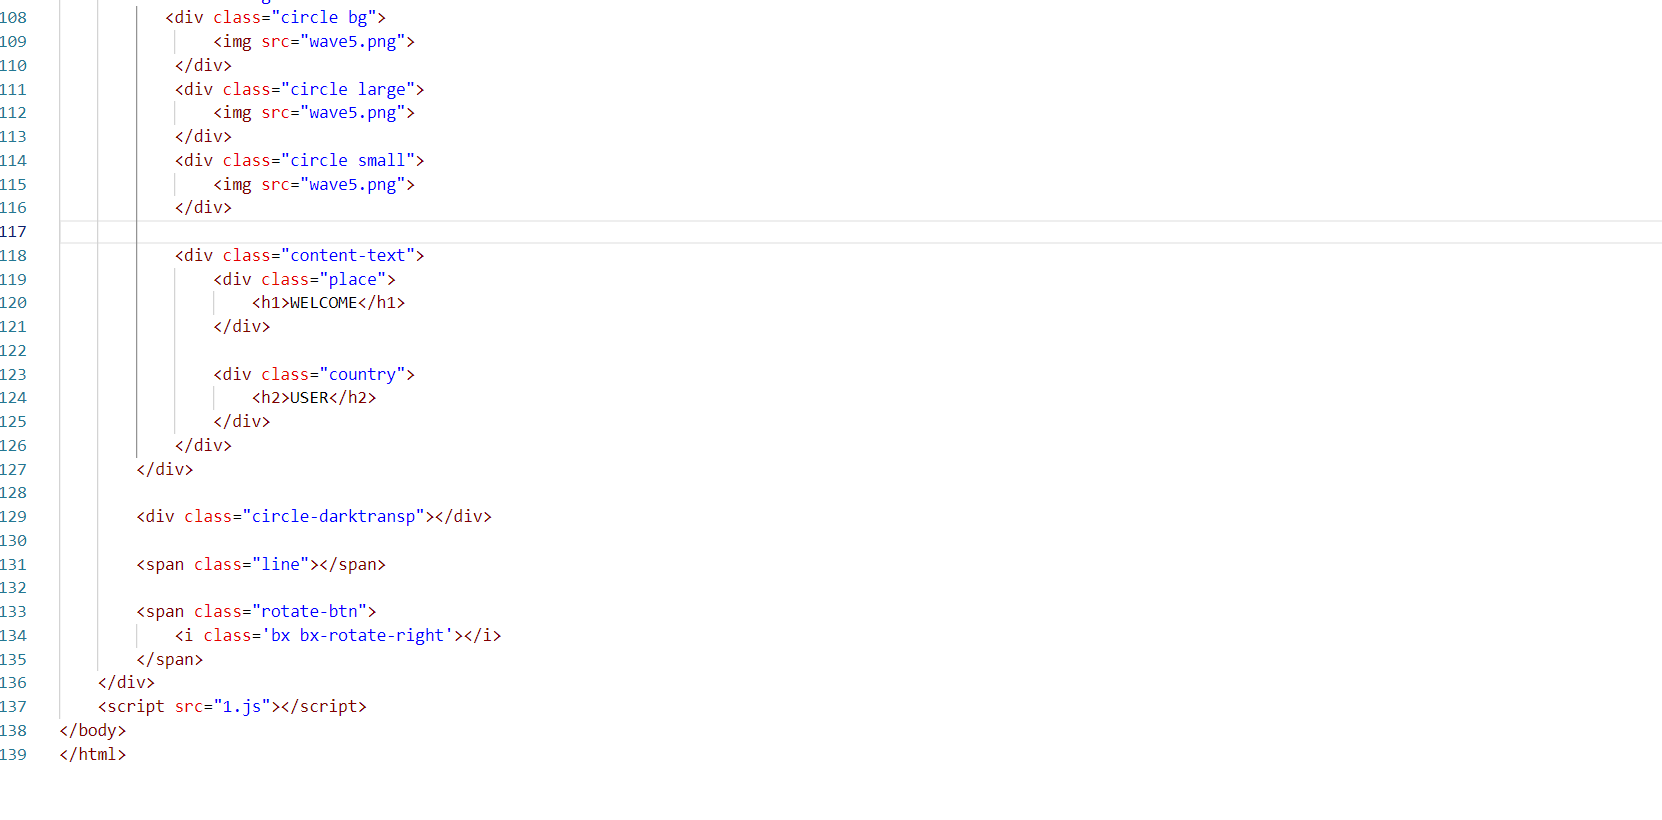 108 <div class="circle bg">
109 <img src="wave5.png">
110 </div>
111 <div class="circle large">
112 <img src="wave5.png">
113 </div>
114 <div class="circle small">
115 <img src="wave5.png">
116 </div>
117
118 <div class="content-text">
119 <div class="place">
120 <h1>WELCOME</h1>
121 </div>
122
123 <div class="country">
124 <h2>USER</h2>
125 </div>
126 </div>
127 </div>
128
129 <div class="circle-darktransp"></div>
130
131 <span class="line"></span>
132
133 <span class="rotate-btn">
134 <i class='bx bx-rotate-right'></i>
135 </span>
136 </div>
137 <script src="1.js"></script>
138 </body>
139 </html>